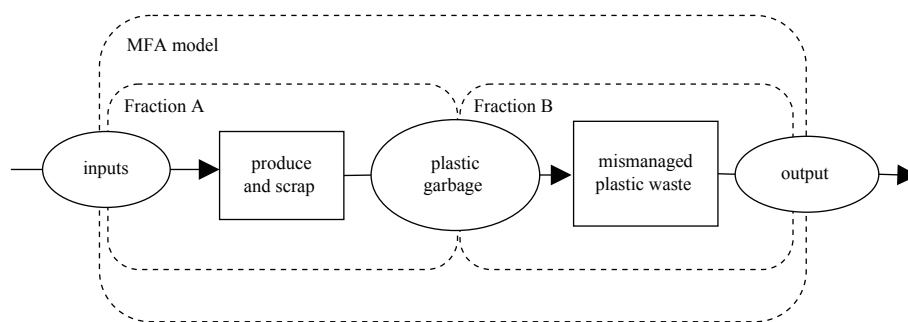 MFA model
Fraction A
Fraction B
inputs
produce
and scrap
plastic
garbage
mismanaged
plastic waste
output